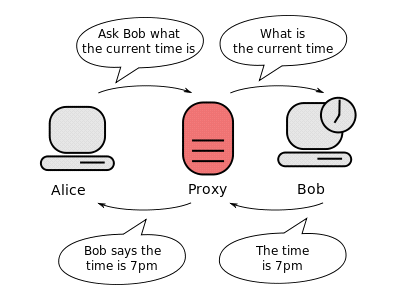 Ask Bob what
the current time is
What is
the current time
Alice
Proxy
Bob
Bob says the
time is 7pm
The time
is 7pm